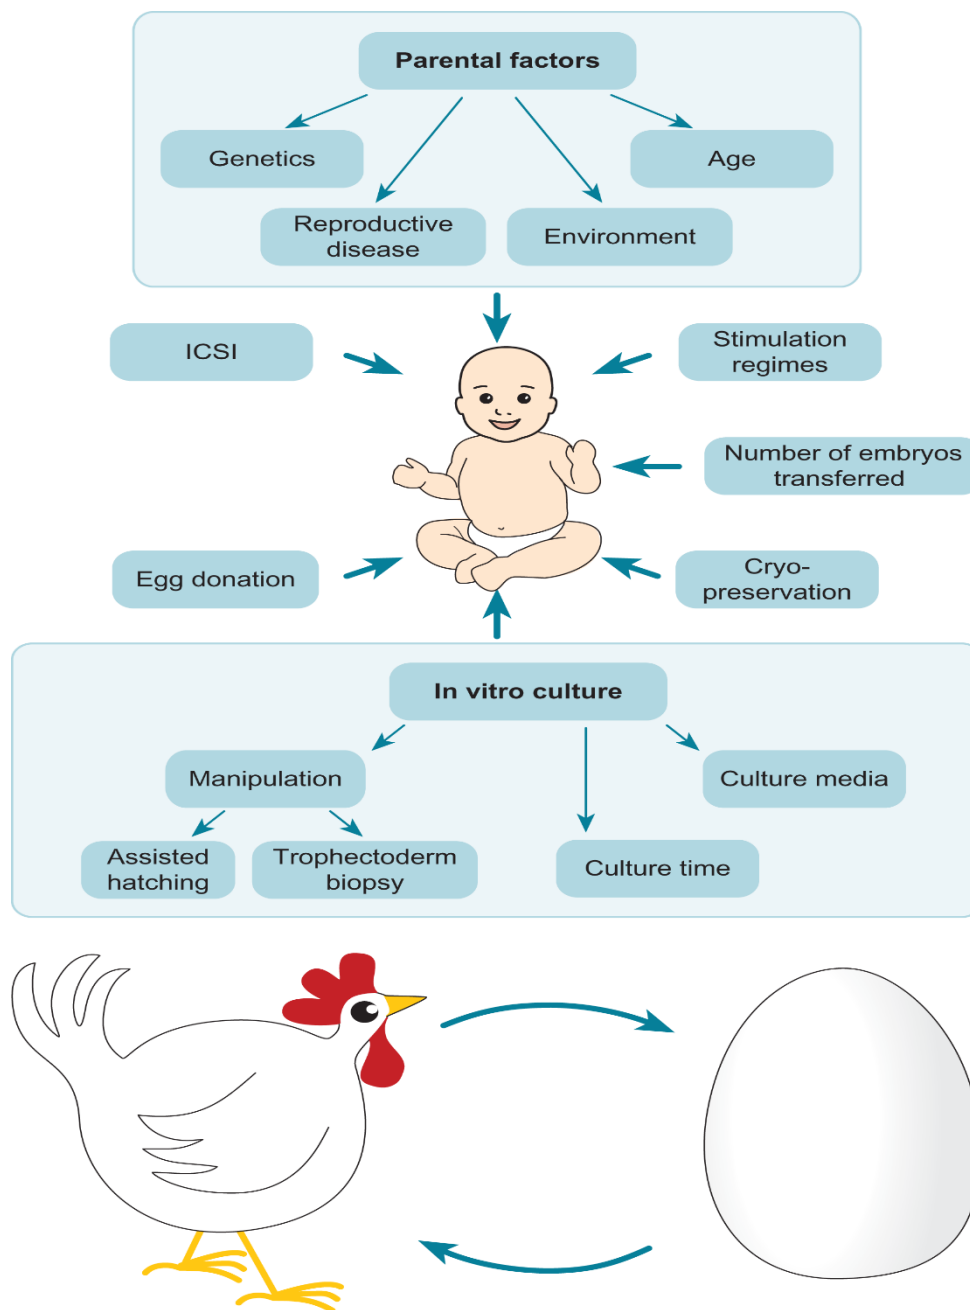 Parental factors
Genetics
Age
Reproductive
disease
Environment
ICSI
Stimulation
regimes
Number of embryos
transferred
Egg donation
Cryo-
preservation
In vitro culture
Manipulation
Culture media
Assisted
hatching
Trophectoderm
biopsy
Culture time